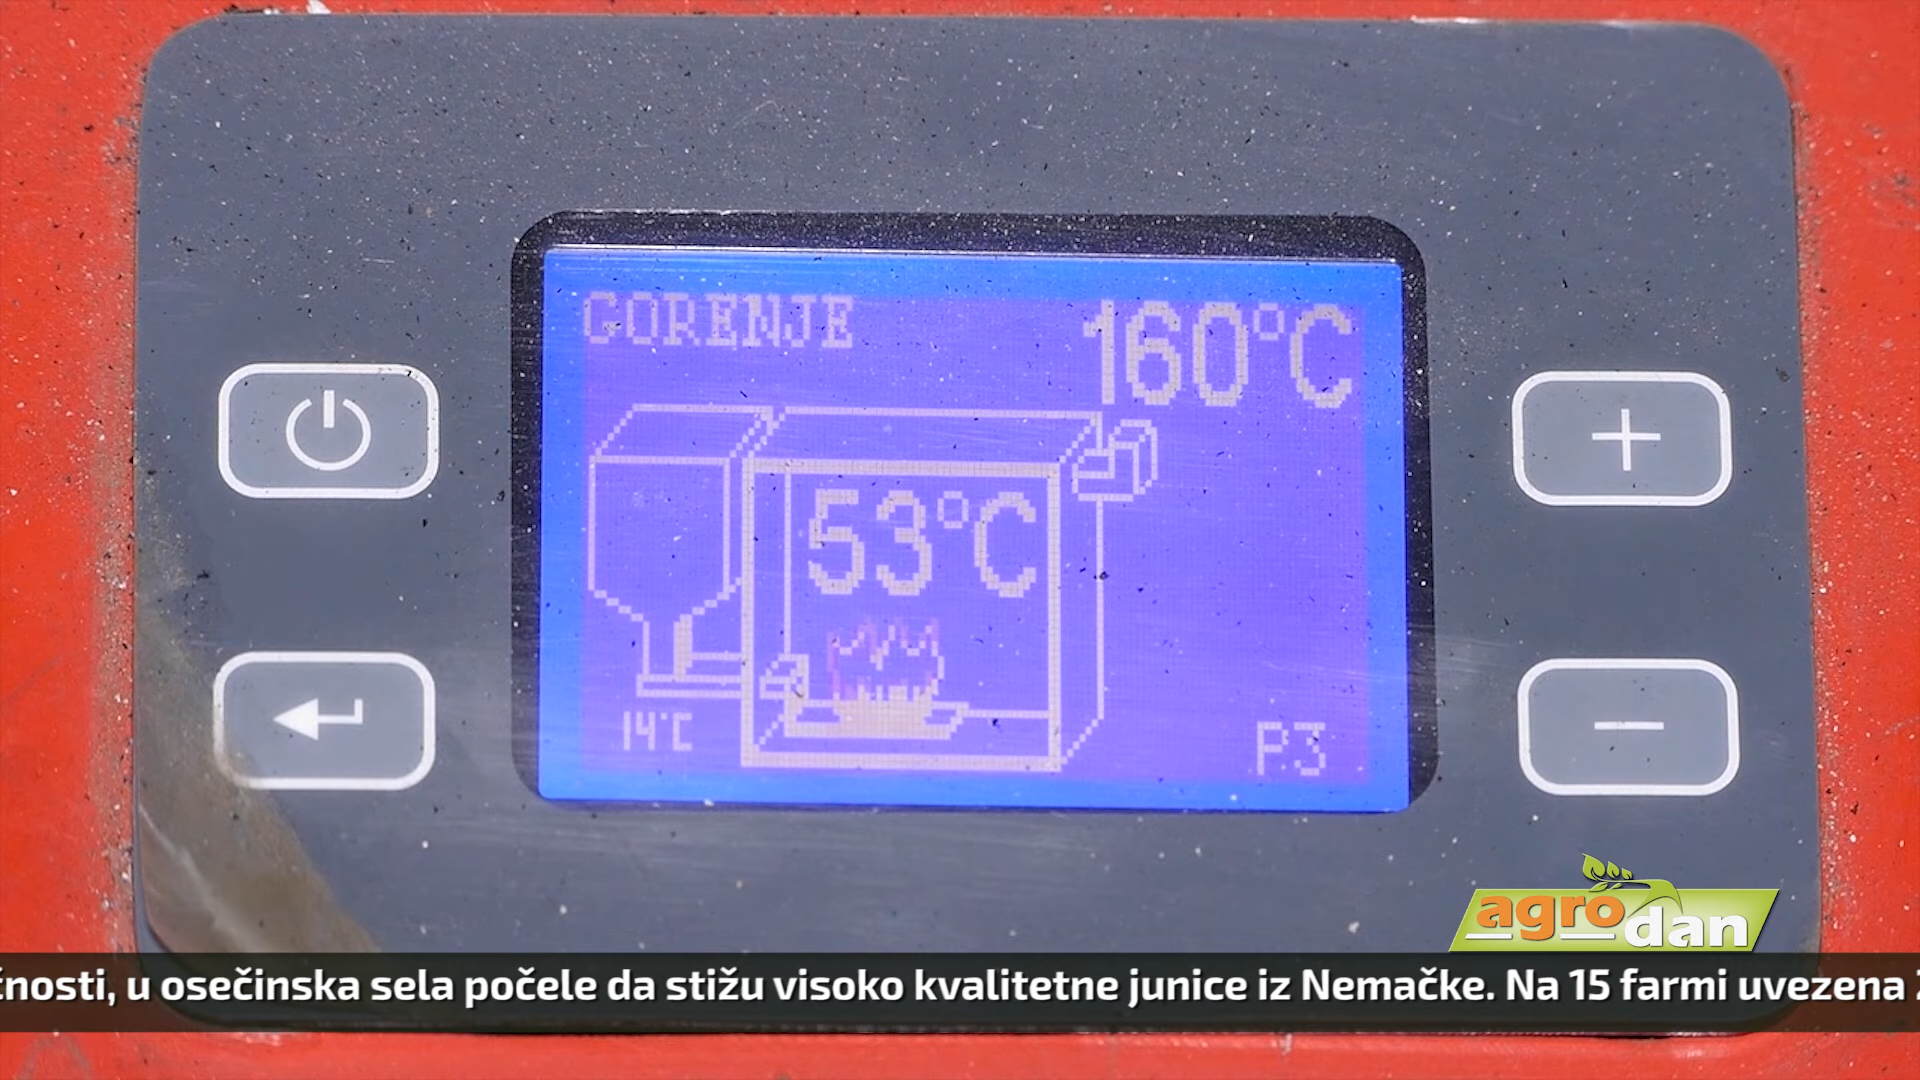 GORENJE
160°C
53°C
14°C
P3
agro
dan
čnosti, u osečinska sela počele da stižu visoko kvalitetne junice iz Nemačke. Na 15 farmi uvezena